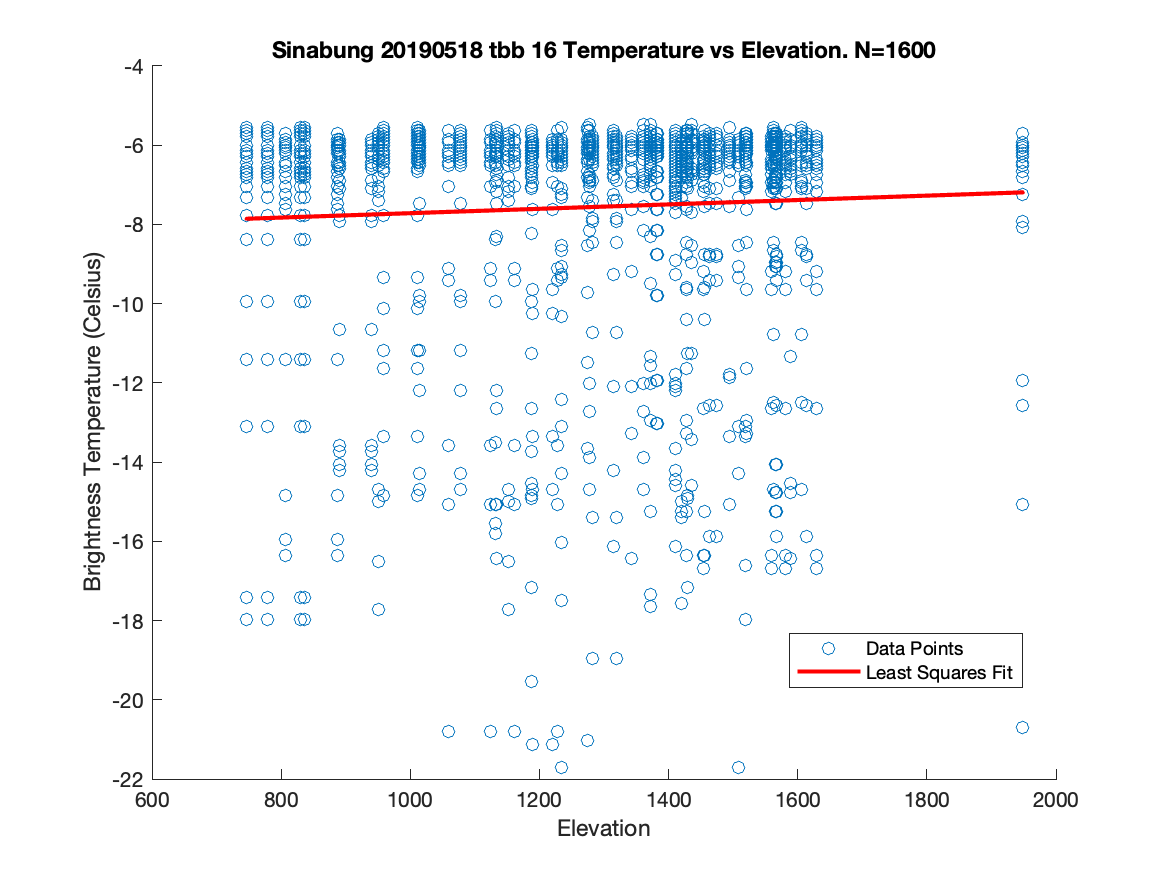 Sinabung 20190518 tbb 16 Temperature vs Elevation. N=1600
-4
-6
-8
-10
-12
-14
-16
-18
-20
-22
Brightness Temperature (Celsius)
Data Points
Least Squares Fit
600 800 1000 1200 1400 1600 1800 2000
Elevation